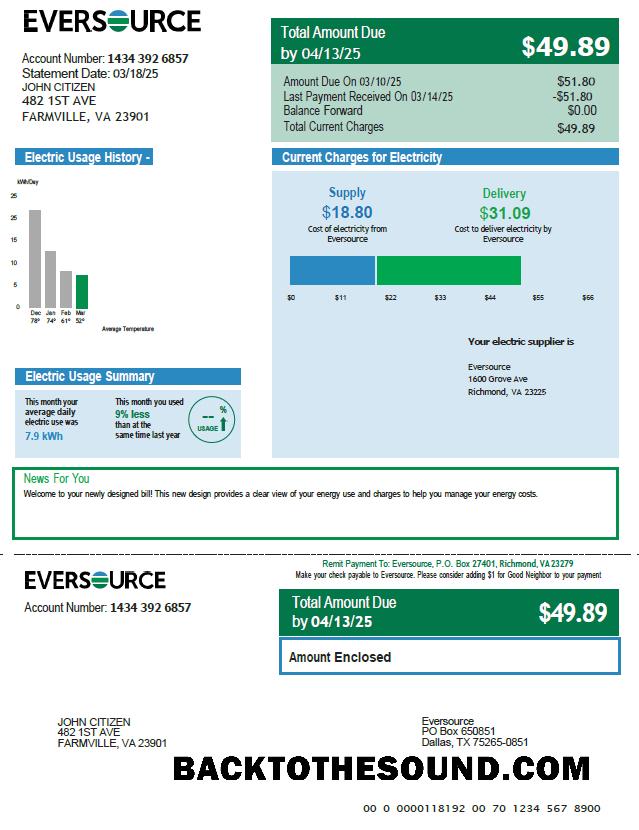 EVERSOURCE
Account Number: 1434 392 6857
Statement Date: 03/18/25
JOHN CITIZEN
482 1ST AVE
FARMVILLE, VA 23901
Total Amount Due
by 04/13/25
$49.89
Amount Due On 03/10/25 $51.80
Last Payment Received On 03/14/25 -$51.80
Balance Forward $0.00
Total Current Charges $49.89
Electric Usage History -
kWh/Day
25
25
15
10
5
0
Dec Jan Feb Mar
78° 74° 61° 52°
Average Temperature
Current Charges for Electricity
Supply
$18.80
Cost of electricity from
Eversource
Delivery
$31.09
Cost to deliver electricity by
Eversource
$0 $11 $22 $33 $44 $55 $66
Your electric supplier is
Eversource
1600 Grove Ave
Richmond, VA 23225
Electric Usage Summary
This month your
average daily
electric use was
7.9 kWh
This month you used
9% less
than at the
same time last year
%
--
USAGE
News For You
Welcome to your newly designed bill! This new design provides a clear view of your energy use and charges to help you manage your energy costs.
EVERSOURCE
Account Number: 1434 392 6857
Remit Payment To: Eversource, P.O. Box 27401, Richmond, VA 23279
Make your check payable to Eversource. Please consider adding $1 for Good Neighbor to your payment
Total Amount Due
by 04/13/25
$49.89
Amount Enclosed
JOHN CITIZEN
482 1ST AVE
FARMVILLE, VA 23901
Eversource
PO Box 650851
Dallas, TX 75265-0851
BACKTOTHESOUND.COM
00 0 0000118192 00 70 1234 567 8900